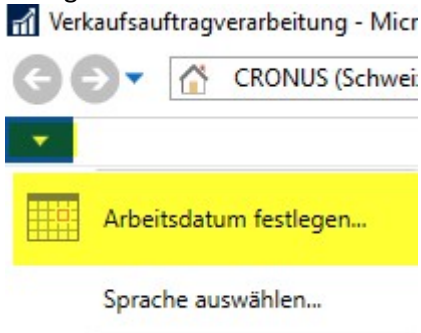 Verkaufsauftragverarbeitung - Micr
CRONUS (Schwei
Arbeitsdatum festlegen...
Sprache auswählen...